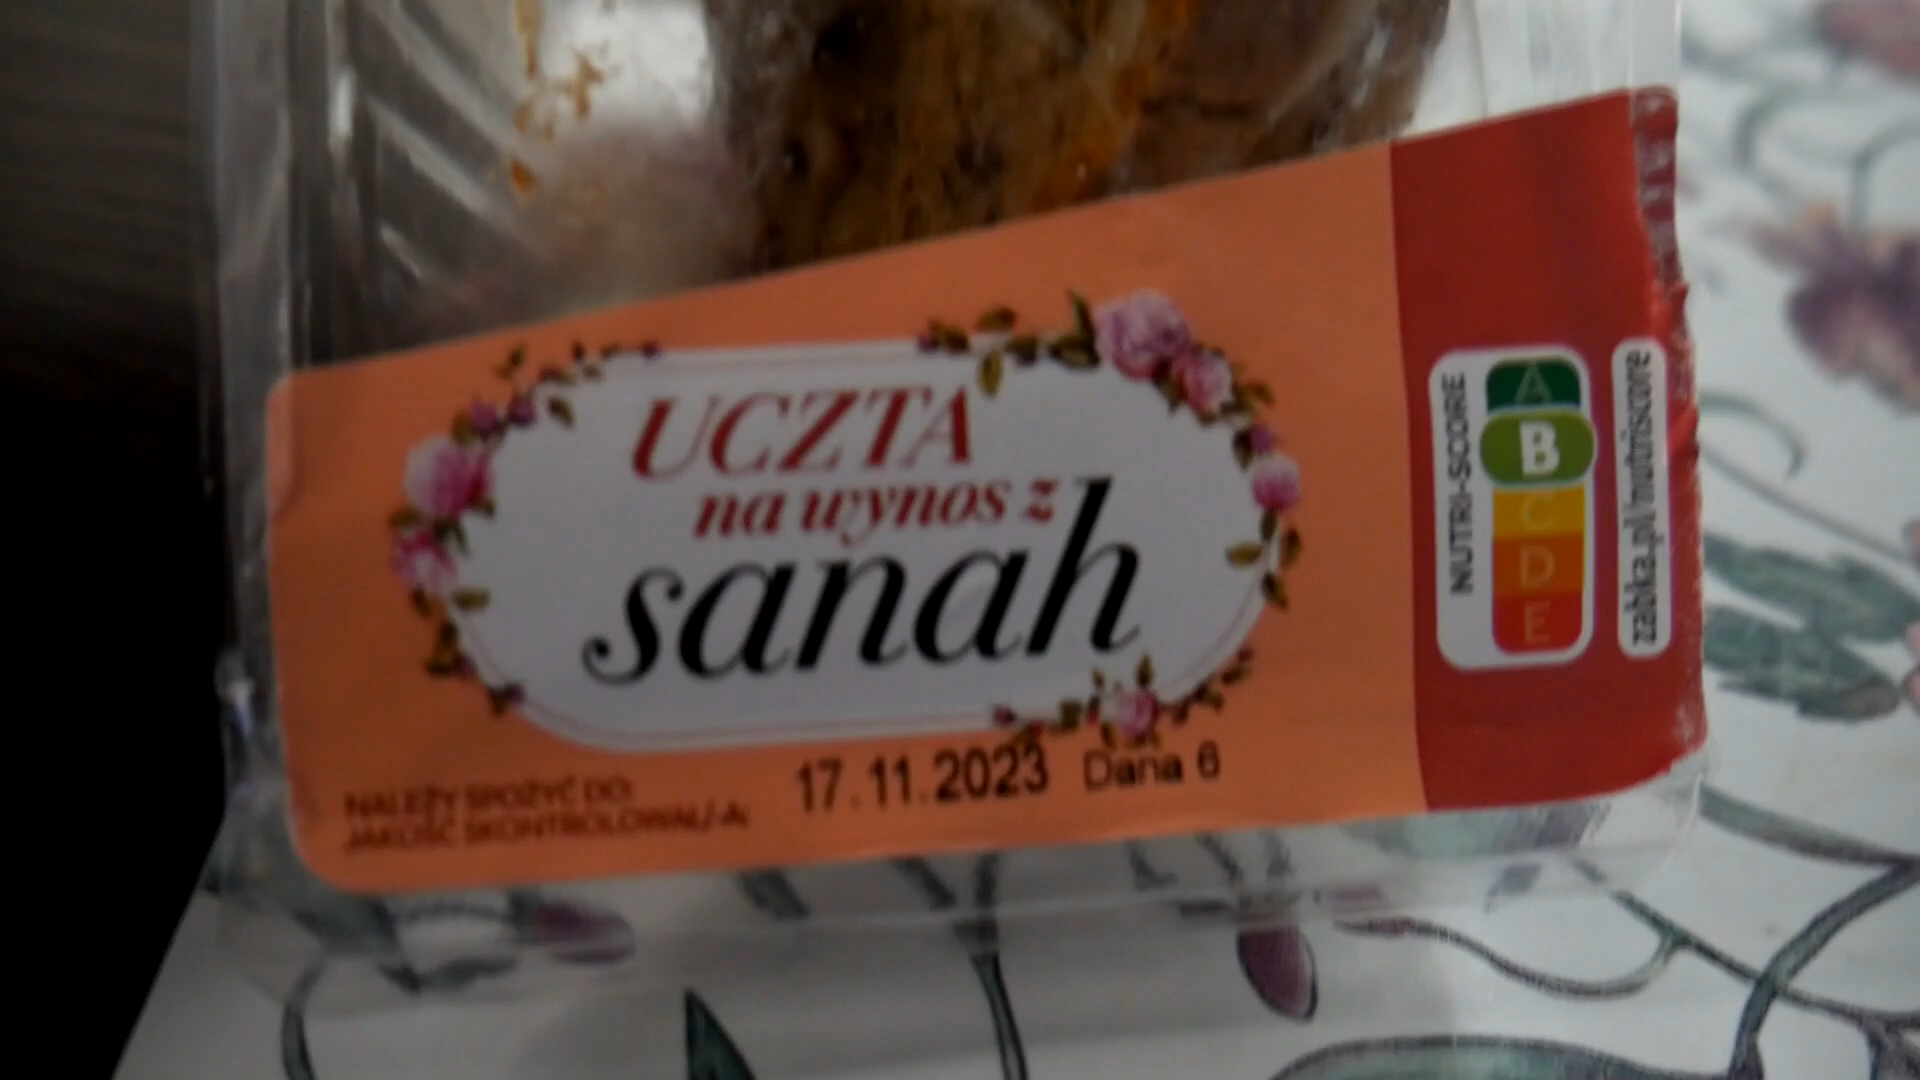 UCZTA
na wynos z
sanah
NALEŻY SPOŻYĆ DO:
JAKOŚĆ SKONTROLOWAŁ/-A:
17.11.2023 Dana 6
NUTRI-SCORE
A
B
C
D
E
zabka.pl/nutriscore